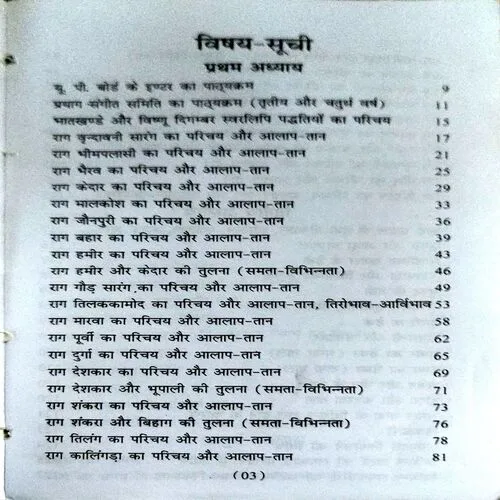 विषय-सूची
प्रथम अध्याय
यू. पी. बोर्ड के इण्टर का पाठ्यक्रम 9
प्रयाग संगीत समिति का पाठ्यक्रम (तृतीय और चतुर्थ वर्ष) 11
भातखण्डे और विष्णु दिगम्बर स्वरलिपि पद्धतियों का परिचय 15
राग वृन्दावनी सारंग का परिचय और आलाप-तान 17
राग भीमपलासी का परिचय और आलाप-तान 21
राग भैरव का परिचय और आलाप-तान 25
राग केदार का परिचय और आलाप-तान 29
राग मालकोश का परिचय और आलाप-तान 33
राग जौनपुरी का परिचय और आलाप-तान 36
राग बहार का परिचय और आलाप-तान 39
राग हमीर का परिचय और आलाप-तान 43
राग हमीर और केदार की तुलना (समता-विभिन्नता) 46
राग गौड़ सारंग का परिचय और आलाप-तान 49
राग तिलककामोद का परिचय और आलाप-तान, तिरोभाव-आर्विभाव 53
राग मारवा का परिचय और आलाप-तान 58
राग पूर्वी का परिचय और आलाप-तान 62
राग दुर्गा का परिचय और आलाप-तान 65
राग देशकार का परिचय और आलाप-तान 69
राग देशकार और भूपाली की तुलना (समता-विभिन्नता) 71
राग शंकरा का परिचय और आलाप-तान 73
राग शंकरा और बिहाग की तुलना (समता-विभिन्नता) 76
राग तिलंग का परिचय और आलाप-तान 78
राग कालिंगड़ा का परिचय और आलाप-तान 81
(03)